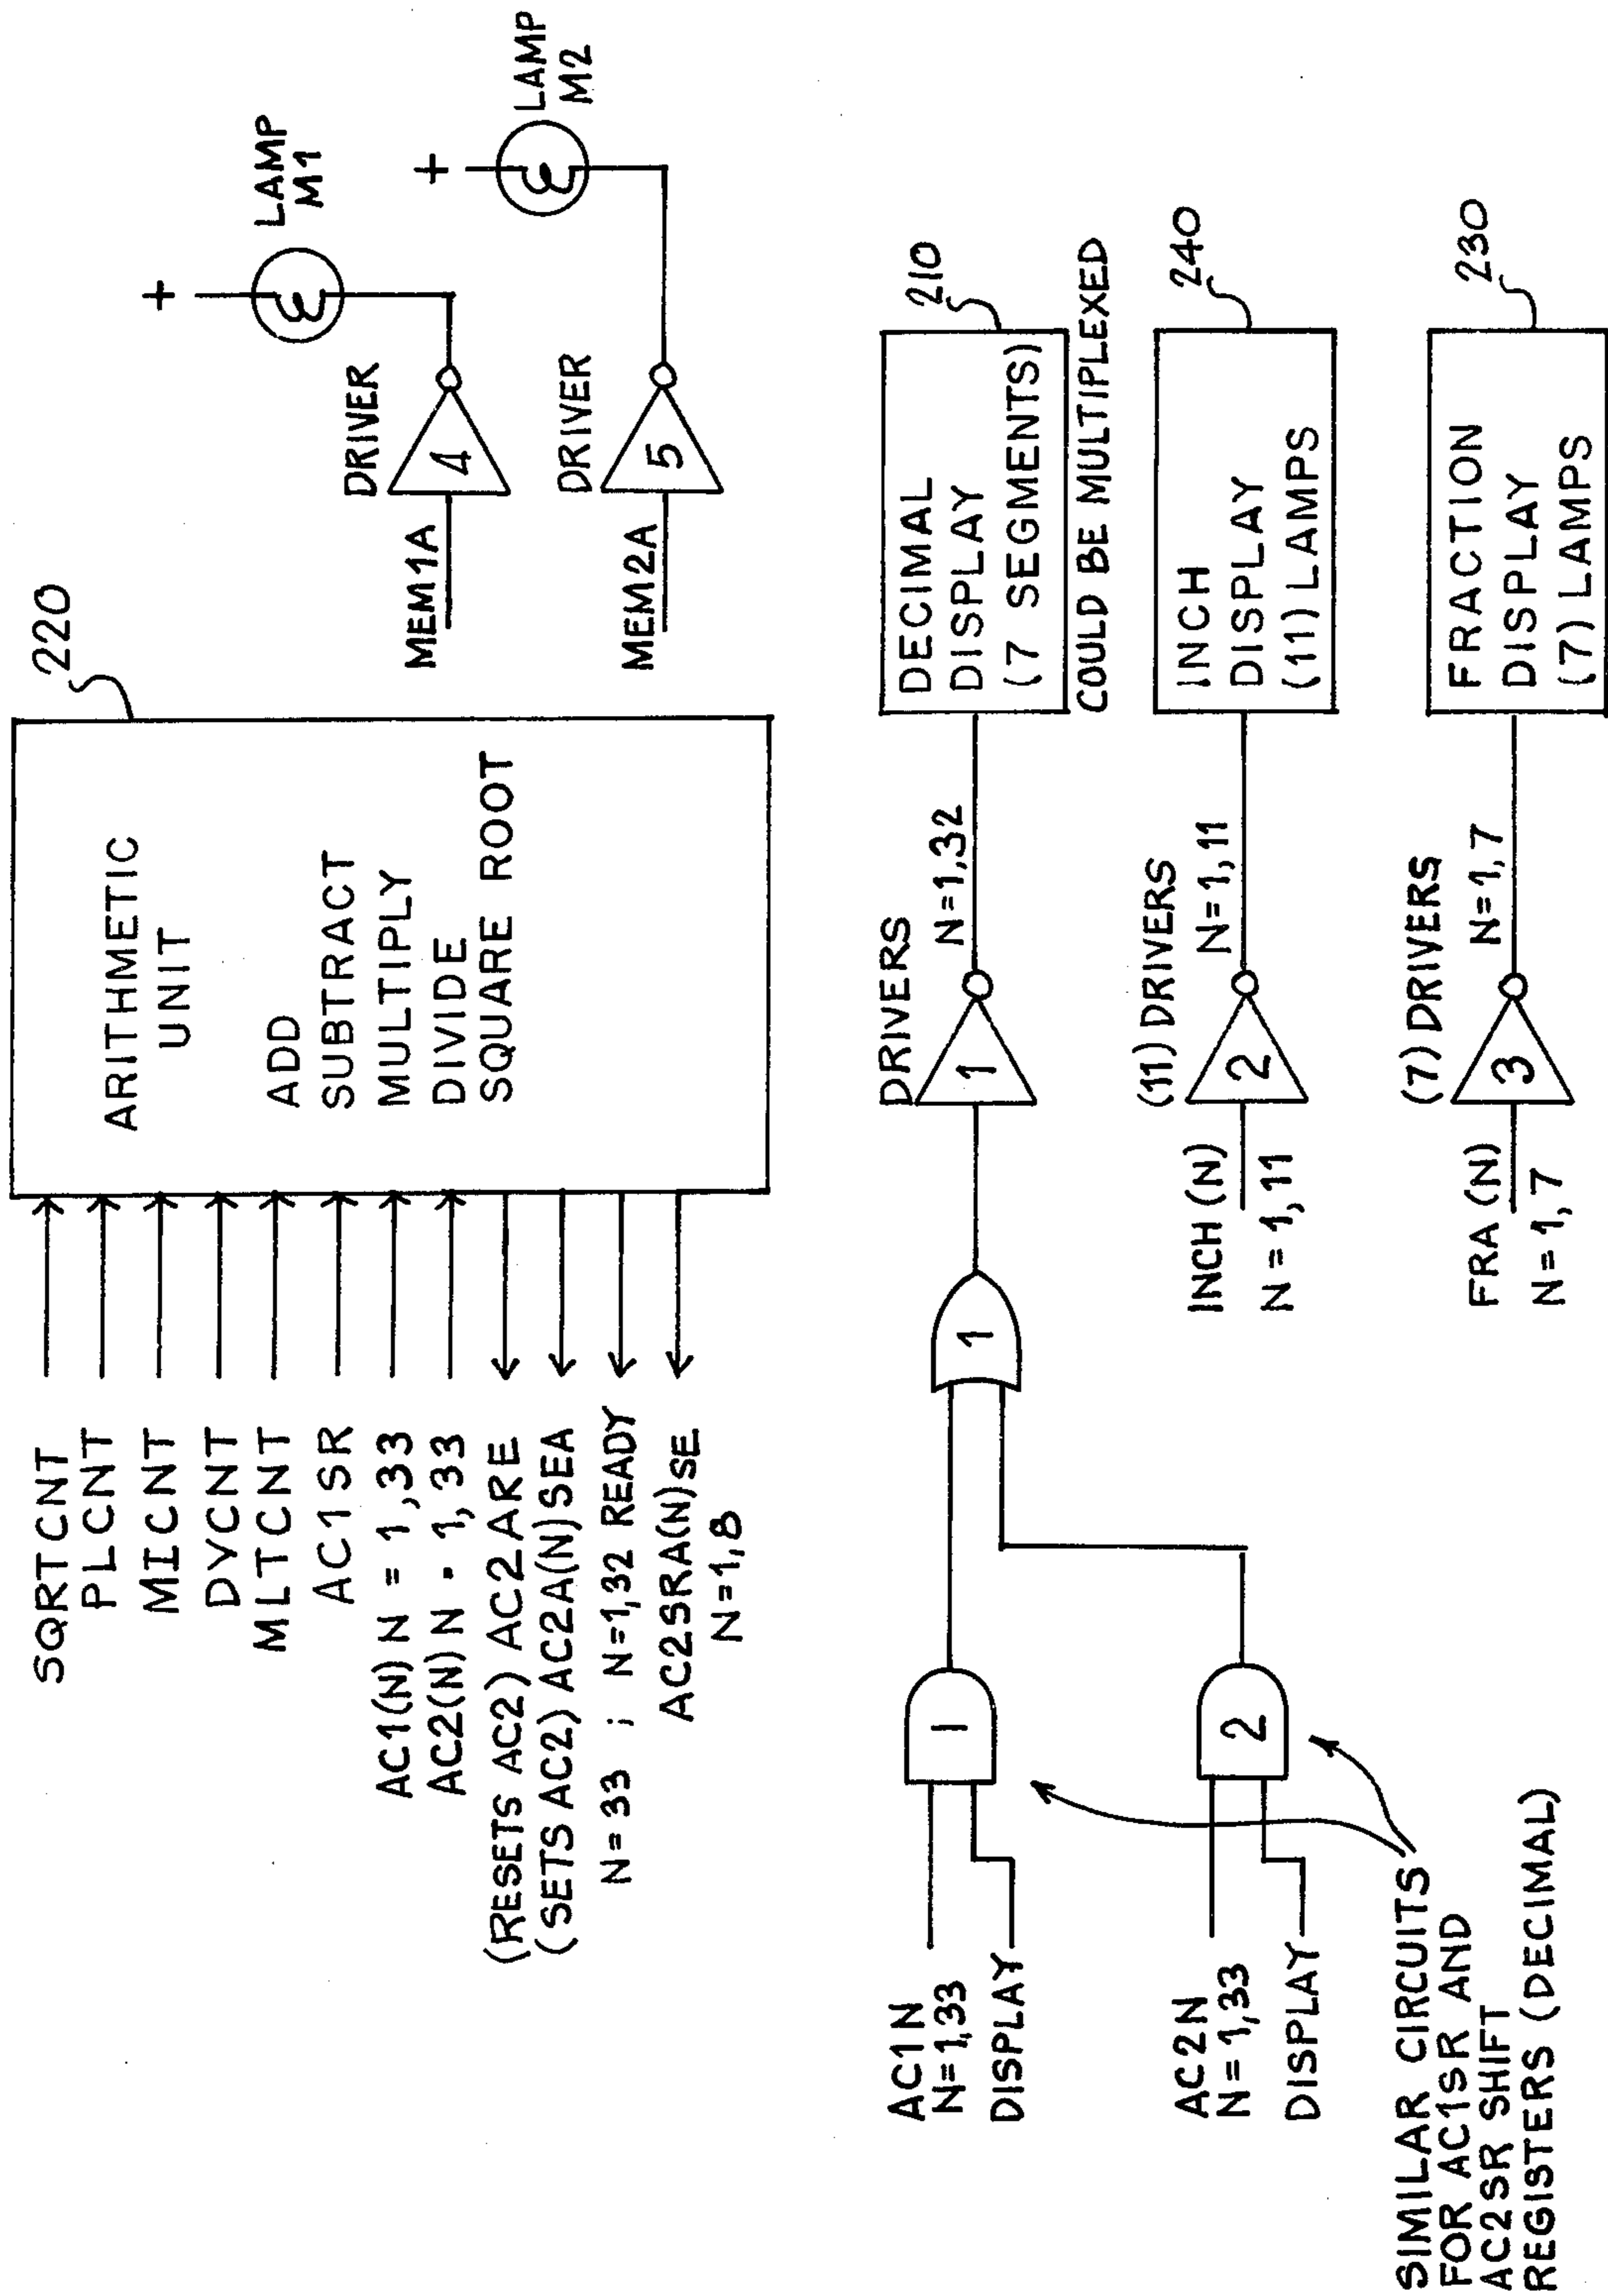 220
ARITHMETIC
UNIT
ADD
SUBTRACT
MULTIPLY
DIVIDE
SQUARE ROOT
SQRTCNT
PLCNT
MICNT
DYCNT
MLTCNT
AC1SR
AC1(N) N = 1,33
AC2(N) N - 1,33
(RESETS AC2) AC2ARE
(SETS AC2) AC2A(N)SEA
N=33 ; N=1,32 READY
AC2SRA(N)SE
N=1,8
+
LAMP
M1
DRIVER
4
MEM1A
+
LAMP
M2
DRIVER
5
MEM2A
AC1N
N=1,33
DISPLAY
1
1
DRIVERS
1
N=1,32
DECIMAL
DISPLAY
(7 SEGMENTS)
210
COULD BE MULTIPLEXED
AC2N
N=1,33
DISPLAY
2
INCH (N)
N = 1,11
(11) DRIVERS
2
N=1,11
INCH
DISPLAY
(11) LAMPS
240
FRA (N)
N=1,7
(7) DRIVERS
3
N=1,7
FRACTION
DISPLAY
(7) LAMPS
230
SIMILAR CIRCUITS
FOR AC1SR AND
AC2SR SHIFT
REGISTERS (DECIMAL)